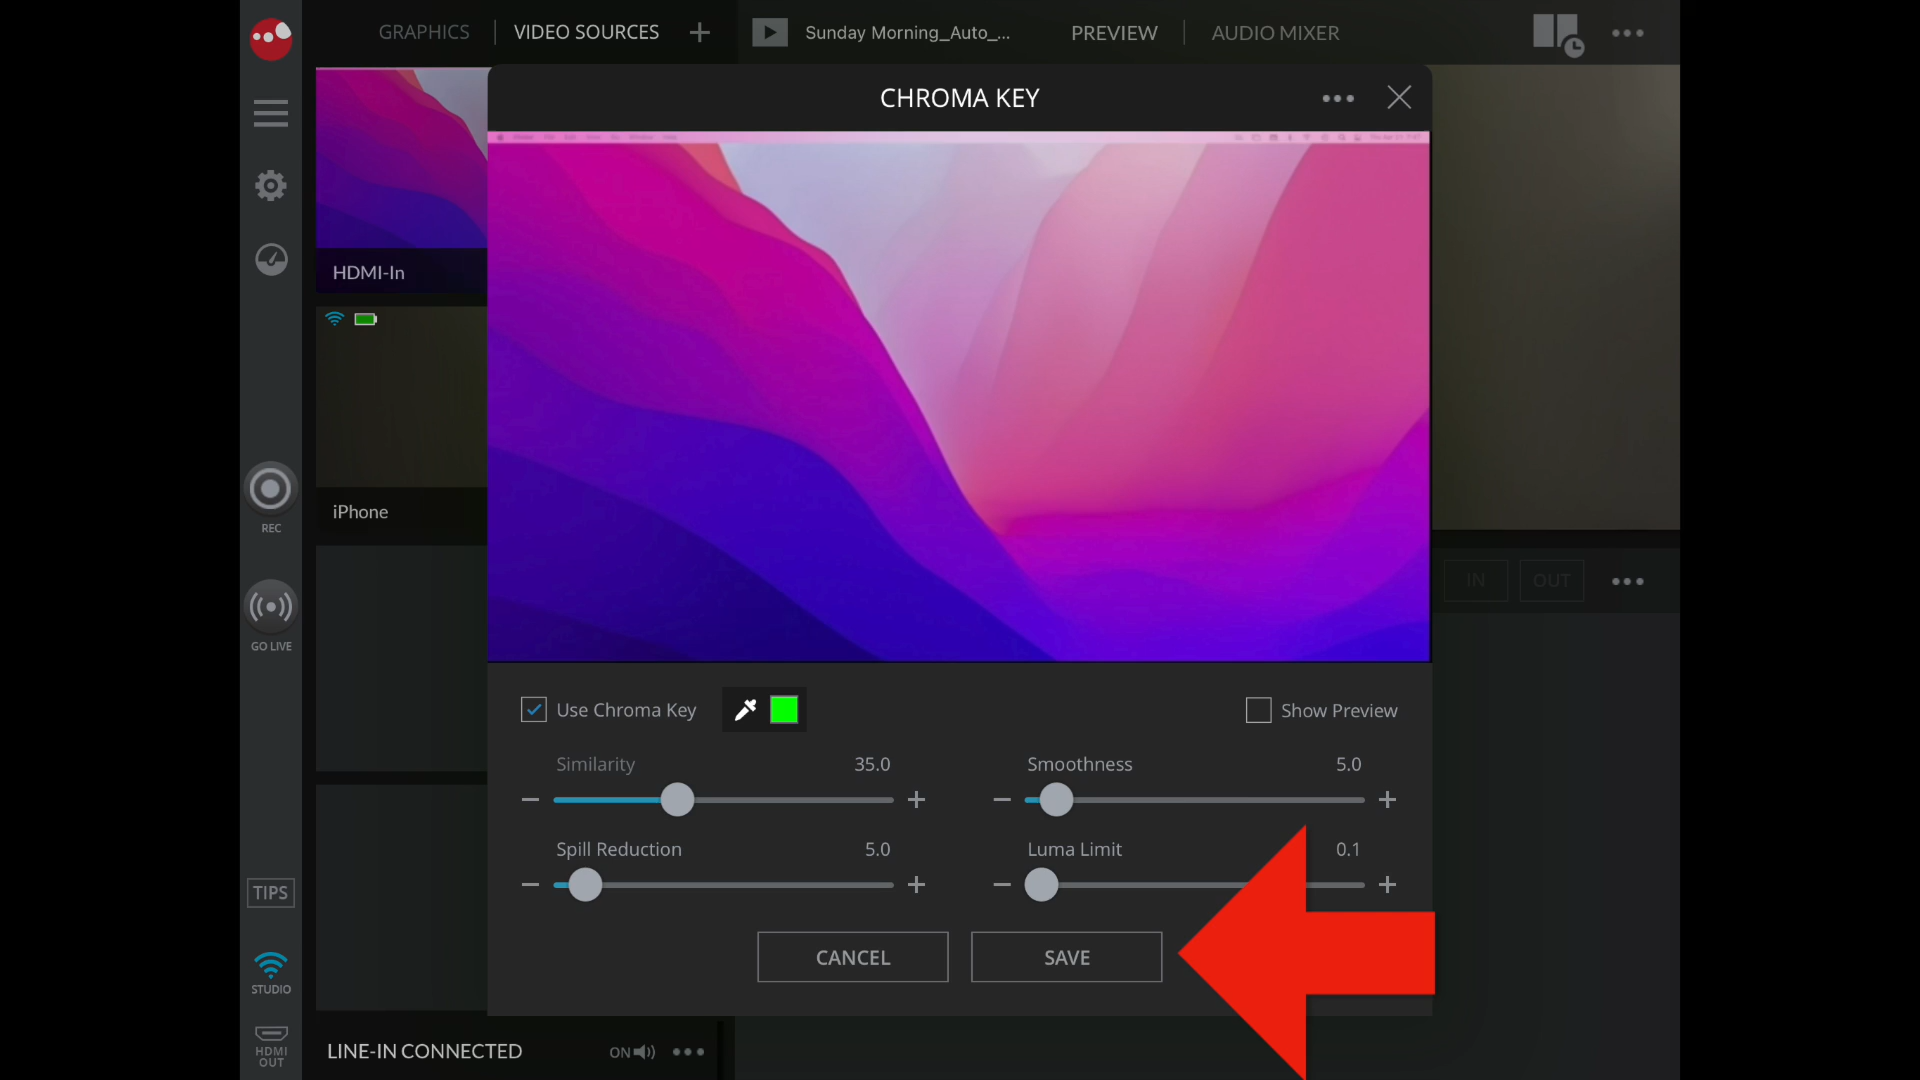 GRAPHICS
VIDEO SOURCES
Sunday Morning_Auto_...
PREVIEW
AUDIO MIXER
CHROMA KEY
HDMI-In
iPhone
REC
GO LIVE
IN
OUT
Use Chroma Key
Show Preview
Similarity
35.0
Smoothness
5.0
Spill Reduction
5.0
Luma Limit
0.1
CANCEL
SAVE
TIPS
STUDIO
HDMI
OUT
LINE-IN CONNECTED
ON